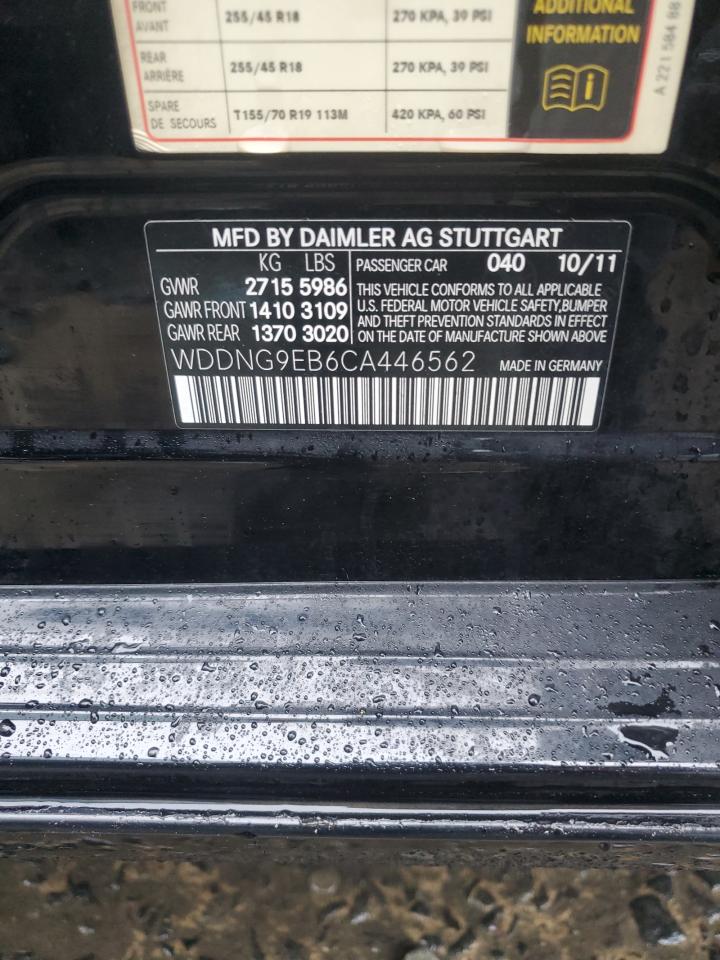 FRONT 255/45 R18 270 KPA, 39 PSI
AVANT
ADDITIONAL
INFORMATION
REAR 255/45 R18 270 KPA, 39 PSI
ARRIÈRE
SPARE T155/70 R19 113M 420 KPA, 60 PSI
DE SECOURS
A 221 584 88
MFD BY DAIMLER AG STUTTGART
KG LBS PASSENGER CAR 040 10/11
GVWR 2715 5986
GAWR FRONT 1410 3109
GAWR REAR 1370 3020
THIS VEHICLE CONFORMS TO ALL APPLICABLE
U.S. FEDERAL MOTOR VEHICLE SAFETY,BUMPER
AND THEFT PREVENTION STANDARDS IN EFFECT
ON THE DATE OF MANUFACTURE SHOWN ABOVE
WDDNG9EB6CA446562 MADE IN GERMANY